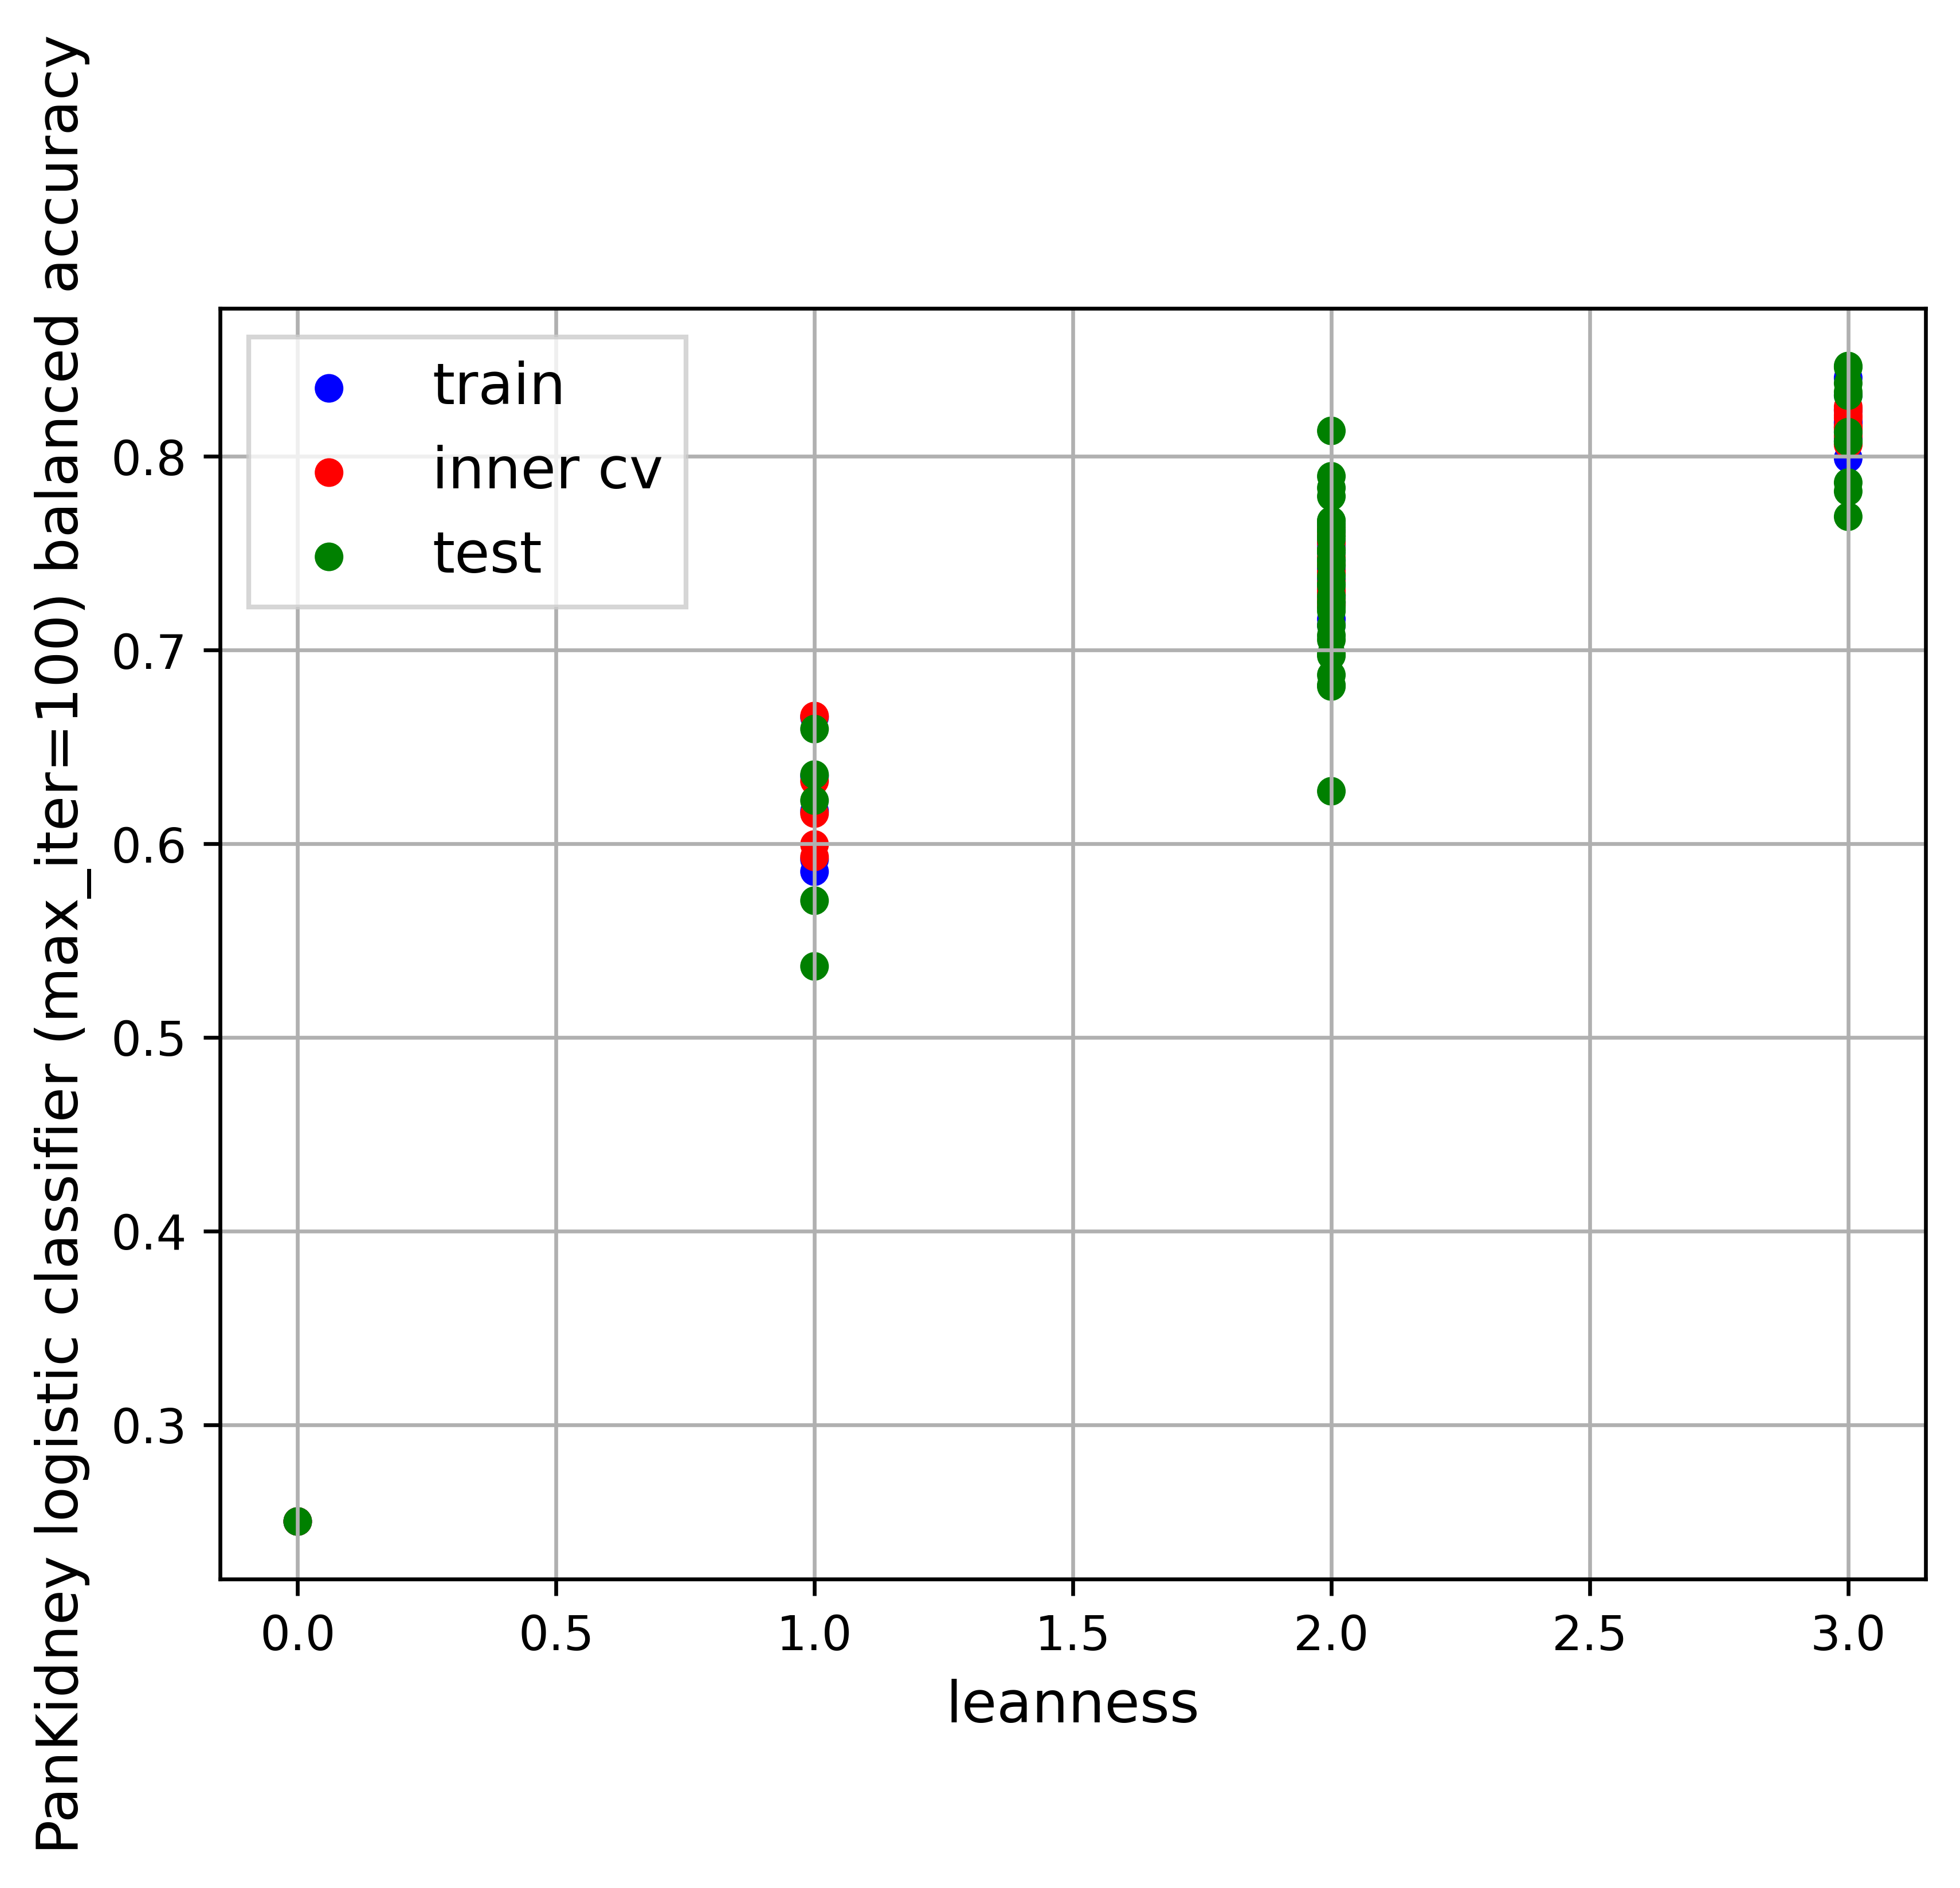 PanKidney logistic classifier (max_iter=100) balanced accuracy
train
inner cv
test
0.8
0.7
0.6
0.5
0.4
0.3
0.0 0.5 1.0 1.5 2.0 2.5 3.0
leanness